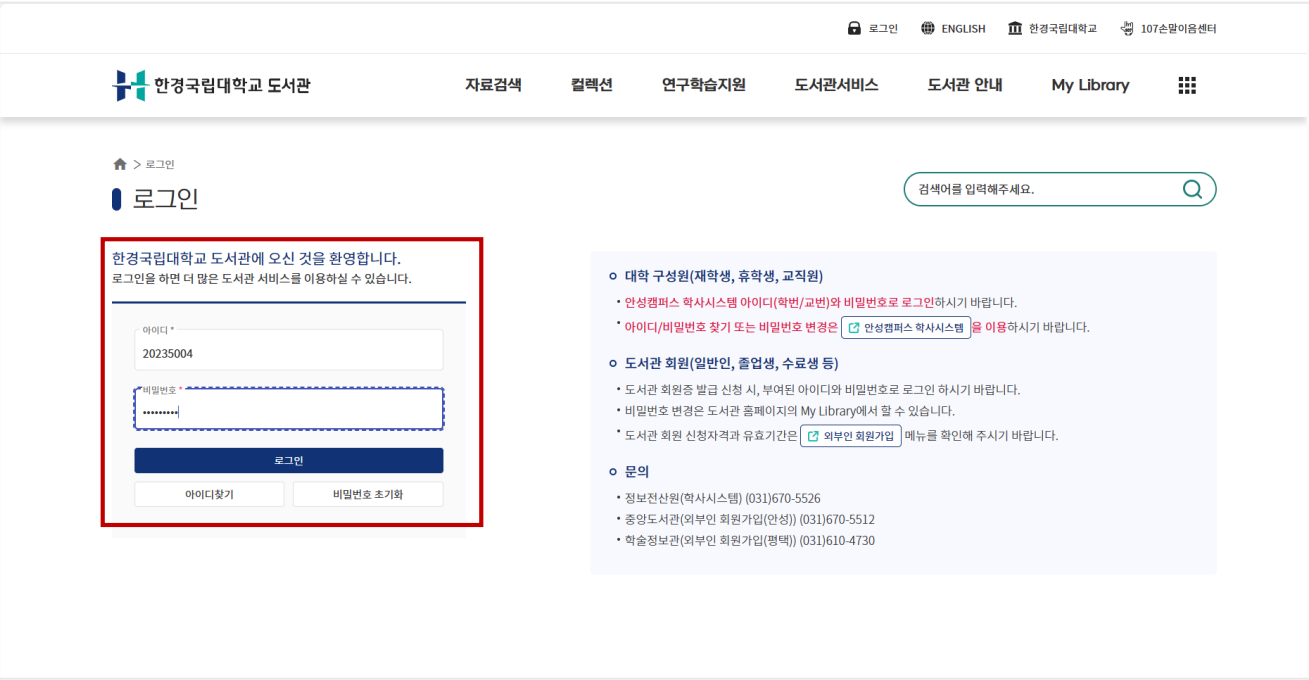 로그인 ENGLISH 한경국립대학교 107손말이음센터
한경국립대학교 도서관 자료검색 컬렉션 연구학습지원 도서관서비스 도서관 안내 My Library
> 로그인
로그인
검색어를 입력해주세요.
한경국립대학교 도서관에 오신 것을 환영합니다.
로그인을 하면 더 많은 도서관 서비스를 이용하실 수 있습니다.
아이디 *
20235004
비밀번호 *
•••••••••
로그인
아이디찾기 비밀번호 초기화
대학 구성원(재학생, 휴학생, 교직원)
• 안성캠퍼스 학사시스템 아이디(학번/교번)와 비밀번호로 로그인하시기 바랍니다.
• 아이디/비밀번호 찾기 또는 비밀번호 변경은 안성캠퍼스 학사시스템 을 이용하시기 바랍니다.
도서관 회원(일반인, 졸업생, 수료생 등)
• 도서관 회원증 발급 신청 시, 부여된 아이디와 비밀번호로 로그인 하시기 바랍니다.
• 비밀번호 변경은 도서관 홈페이지의 My Library에서 할 수 있습니다.
• 도서관 회원 신청자격과 유효기간은 외부인 회원가입 메뉴를 확인해 주시기 바랍니다.
문의
• 정보전산원(학사시스템) (031)670-5526
• 중앙도서관(외부인 회원가입(안성)) (031)670-5512
• 학술정보관(외부인 회원가입(평택)) (031)610-4730